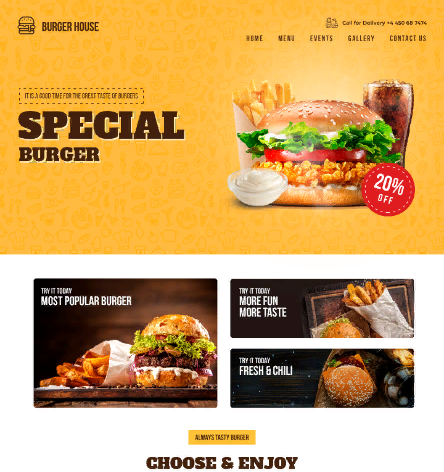 BURGER HOUSE
Call for Delivery +4 450 68 7474
HOME MENU EVENTS GALLERY CONTACT US
IT IS A GOOD TIME FOR THE GREAT TASTE OF BURGERS
SPECIAL
BURGER
20%
OFF
TRY IT TODAY
MOST POPULAR BURGER
TRY IT TODAY
MORE FUN
MORE TASTE
TRY IT TODAY
FRESH & CHILI
ALWAYS TASTY BURGER
CHOOSE & ENJOY